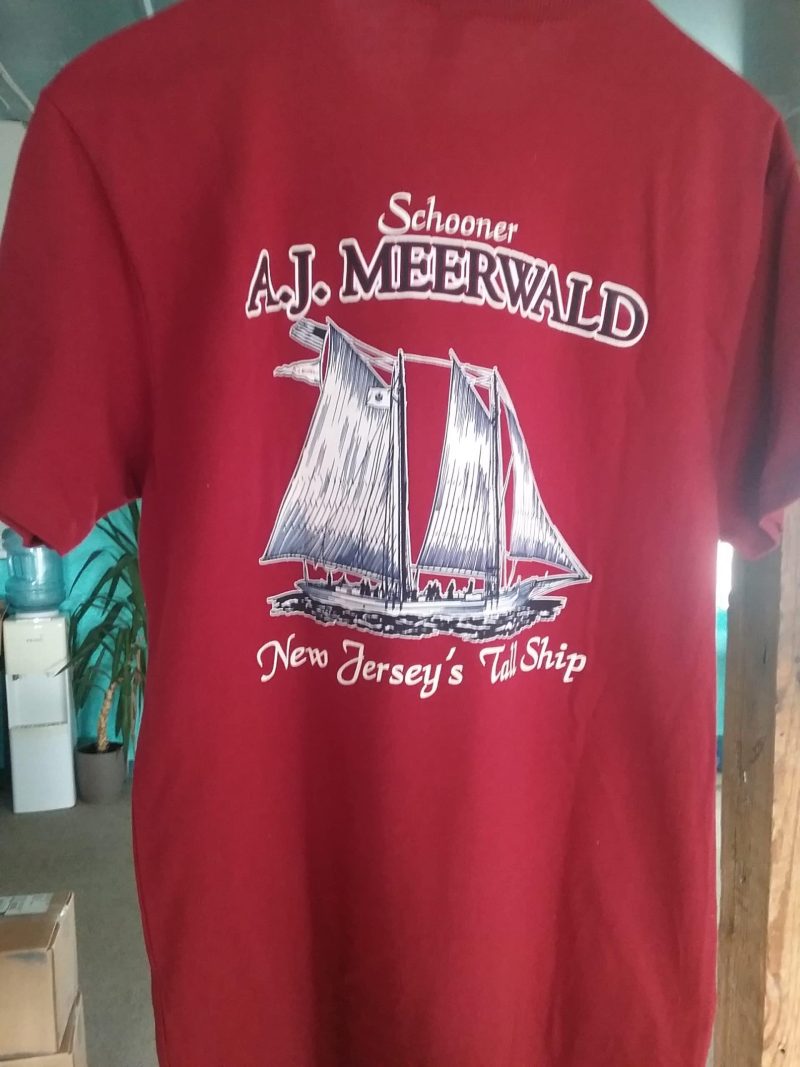 Schooner
A.J. MEERWALD
New Jersey's Tall Ship